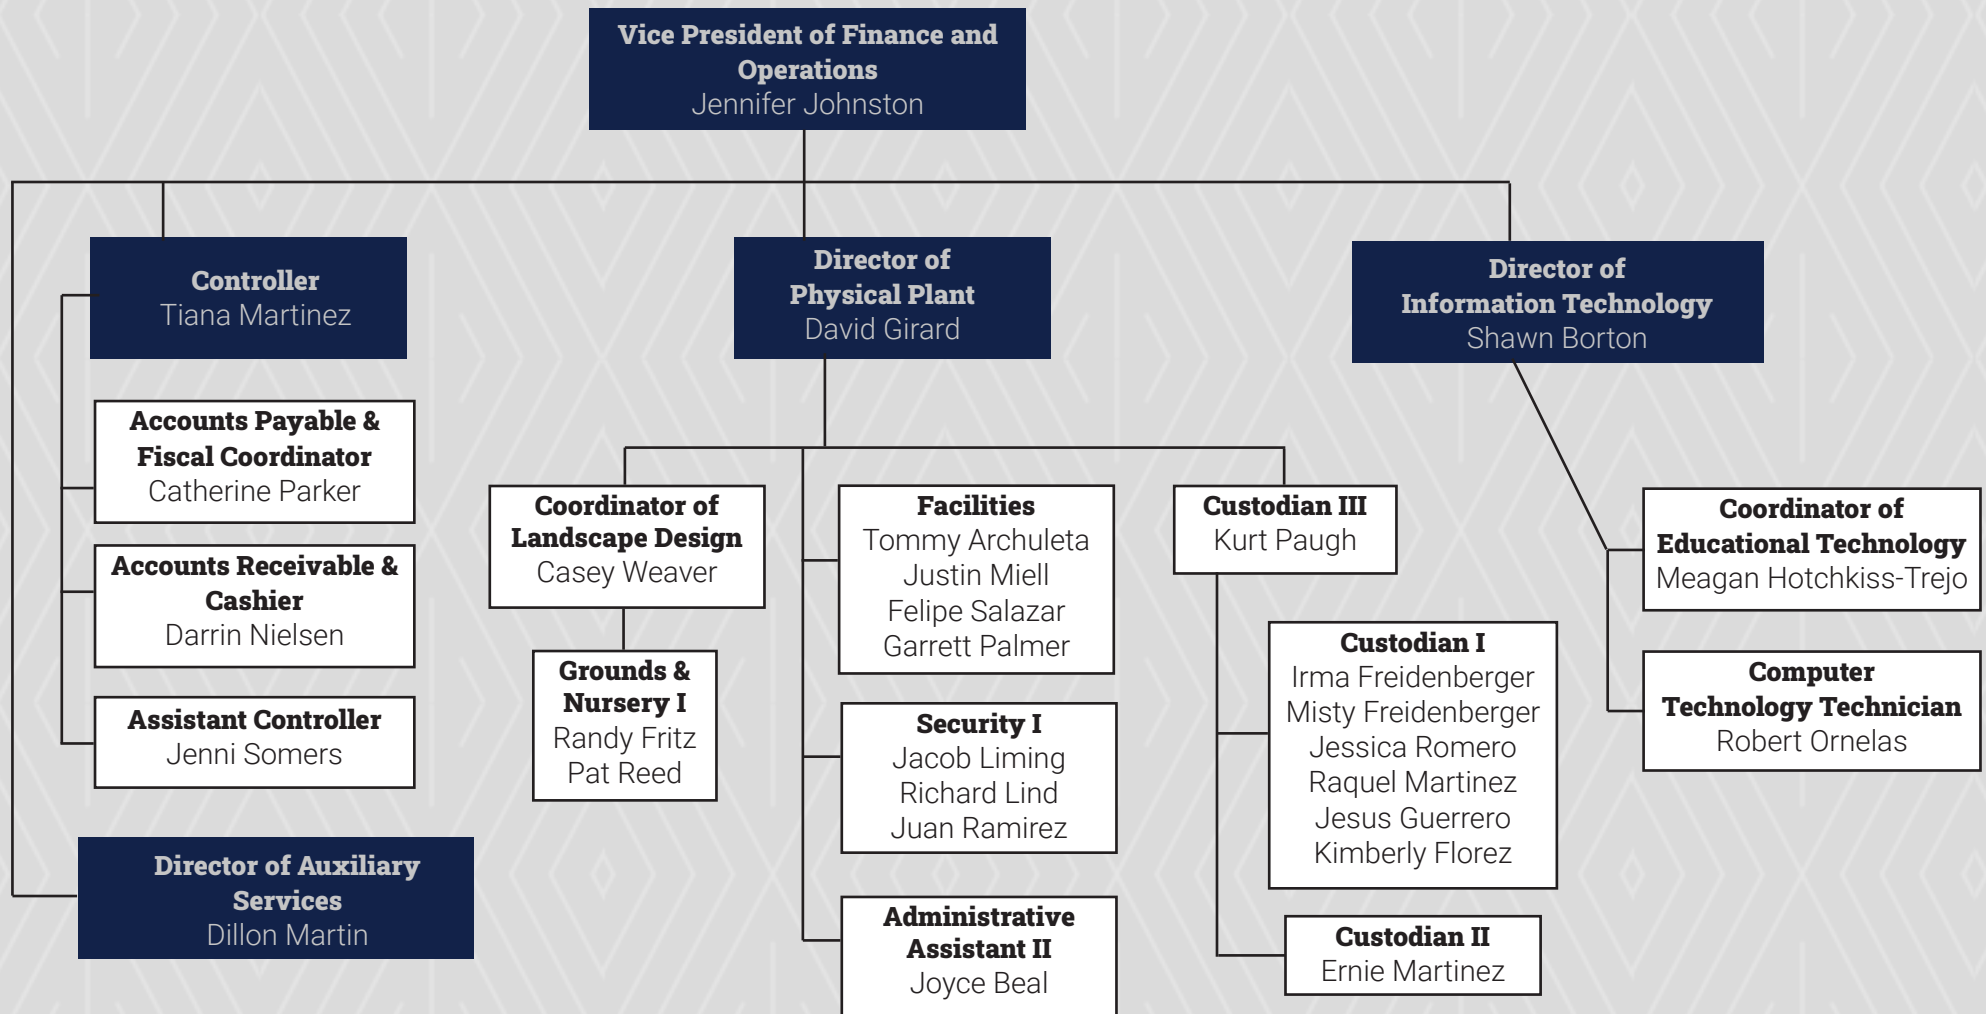 Vice President of Finance and
Operations
Jennifer Johnston
Controller
Tiana Martinez
Director of
Physical Plant
David Girard
Director of
Information Technology
Shawn Borton
Accounts Payable &
Fiscal Coordinator
Catherine Parker
Accounts Receivable &
Cashier
Darrin Nielsen
Assistant Controller
Jenni Somers
Director of Auxiliary
Services
Dillon Martin
Coordinator of
Landscape Design
Casey Weaver
Grounds &
Nursery I
Randy Fritz
Pat Reed
Facilities
Tommy Archuleta
Justin Miell
Felipe Salazar
Garrett Palmer
Security I
Jacob Liming
Richard Lind
Juan Ramirez
Administrative
Assistant II
Joyce Beal
Custodian III
Kurt Paugh
Custodian I
Irma Freidenberger
Misty Freidenberger
Jessica Romero
Raquel Martinez
Jesus Guerrero
Kimberly Florez
Custodian II
Ernie Martinez
Coordinator of
Educational Technology
Meagan Hotchkiss-Trejo
Computer
Technology Technician
Robert Ornelas